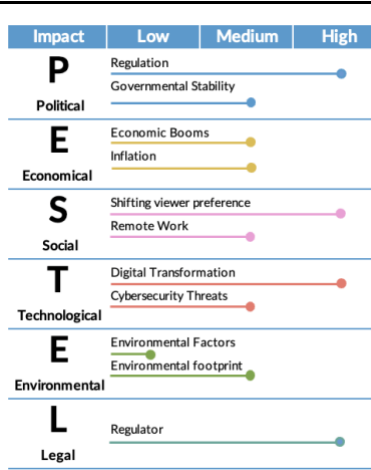 Impact Low Medium High
P
Political
Regulation
Governmental Stability
E
Economical
Economic Booms
Inflation
S
Social
Shifting viewer preference
Remote Work
T
Technological
Digital Transformation
Cybersecurity Threats
E
Environmental
Environmental Factors
Environmental footprint
L
Legal
Regulator